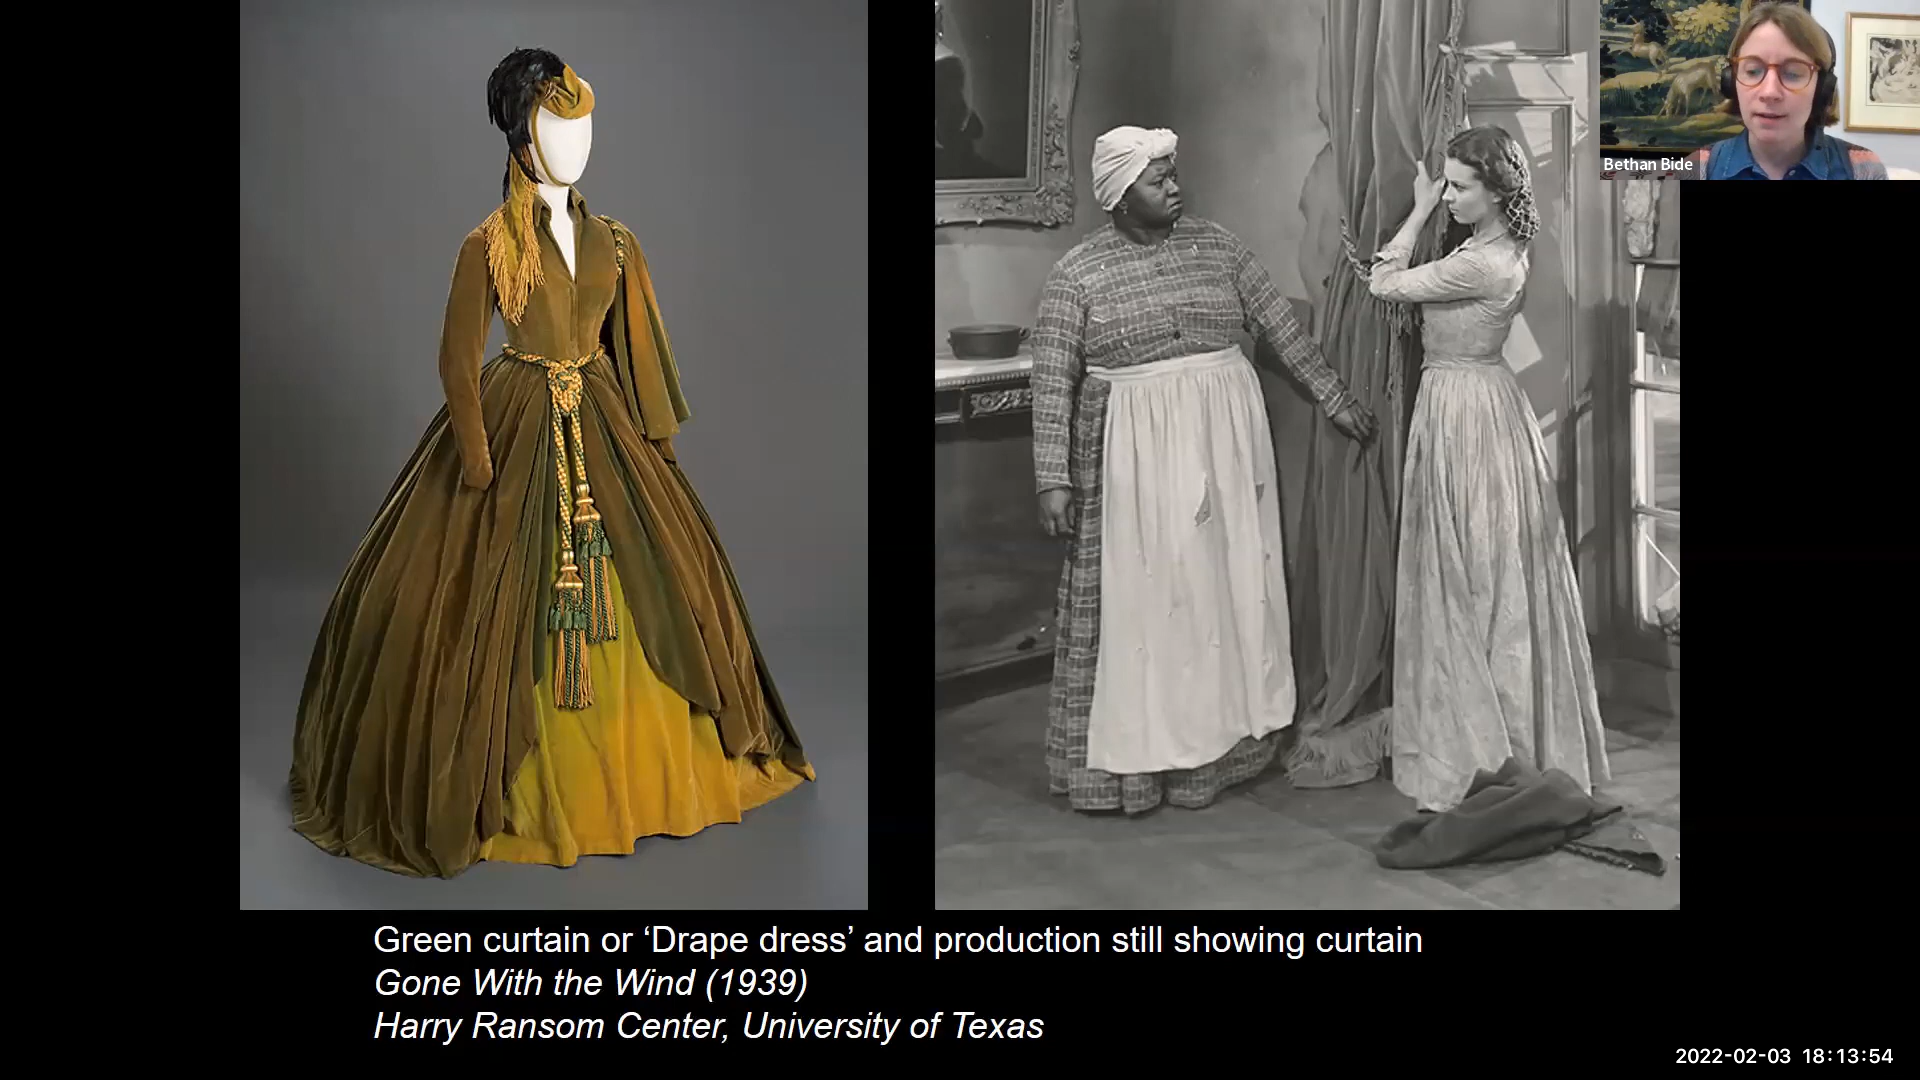 Bethan Bide
Green curtain or ‘Drape dress’ and production still showing curtain
Gone With the Wind (1939)
Harry Ransom Center, University of Texas
2022-02-03 18:13:54